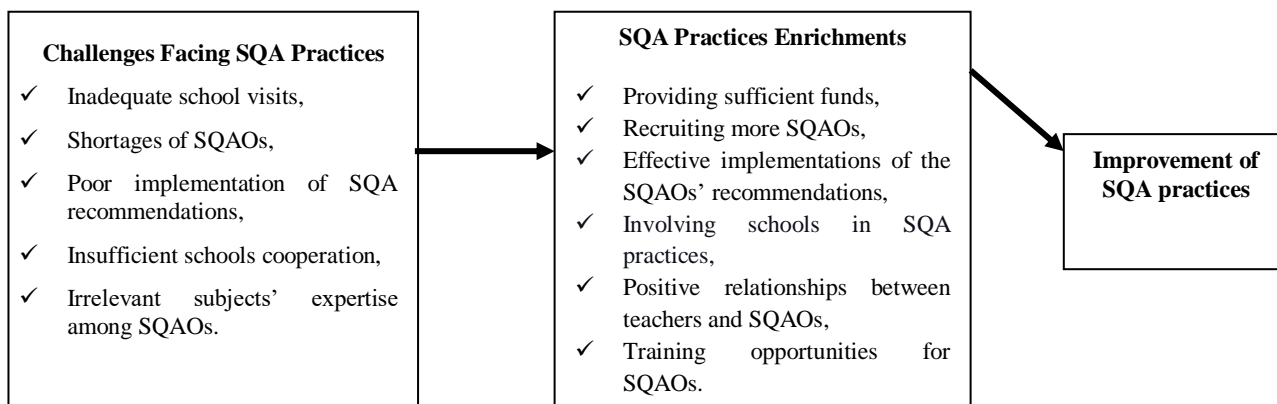 Challenges Facing SQA Practices
✓ Inadequate school visits,
✓ Shortages of SQAOs,
✓ Poor implementation of SQA
recommendations,
✓ Insufficient schools cooperation,
✓ Irrelevant subjects’ expertise
among SQAOs.
SQA Practices Enrichments
✓ Providing sufficient funds,
✓ Recruiting more SQAOs,
✓ Effective implementations of the
SQAOs’ recommendations,
✓ Involving schools in SQA
practices,
✓ Positive relationships between
teachers and SQAOs,
✓ Training opportunities for
SQAOs.
Improvement of
SQA practices